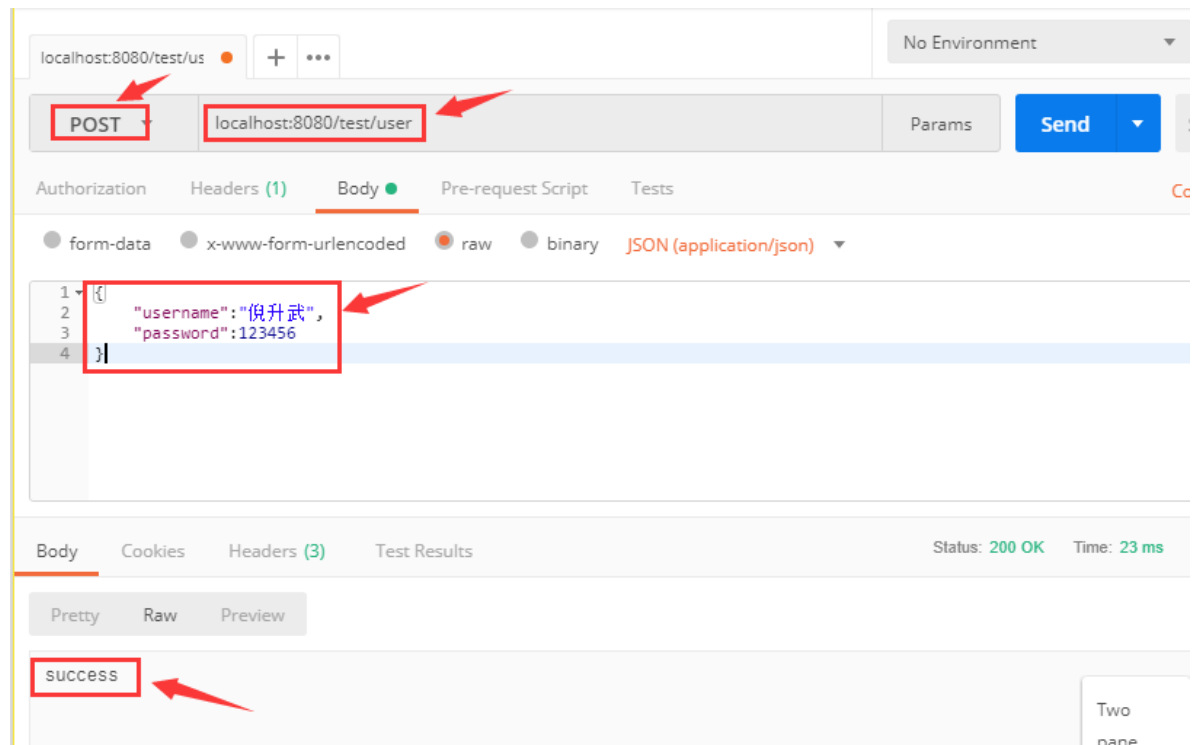 localhost:8080/test/us
No Environment
POST
localhost:8080/test/user
Params
Send
Authorization Headers (1) Body Pre-request Script Tests
Co
form-data x-www-form-urlencoded raw binary JSON (application/json)
1 {
2 "username":"倪升武",
3 "password":123456
4 }
Body Cookies Headers (3) Test Results Status: 200 OK Time: 23 ms
Pretty Raw Preview
success
Two
pane